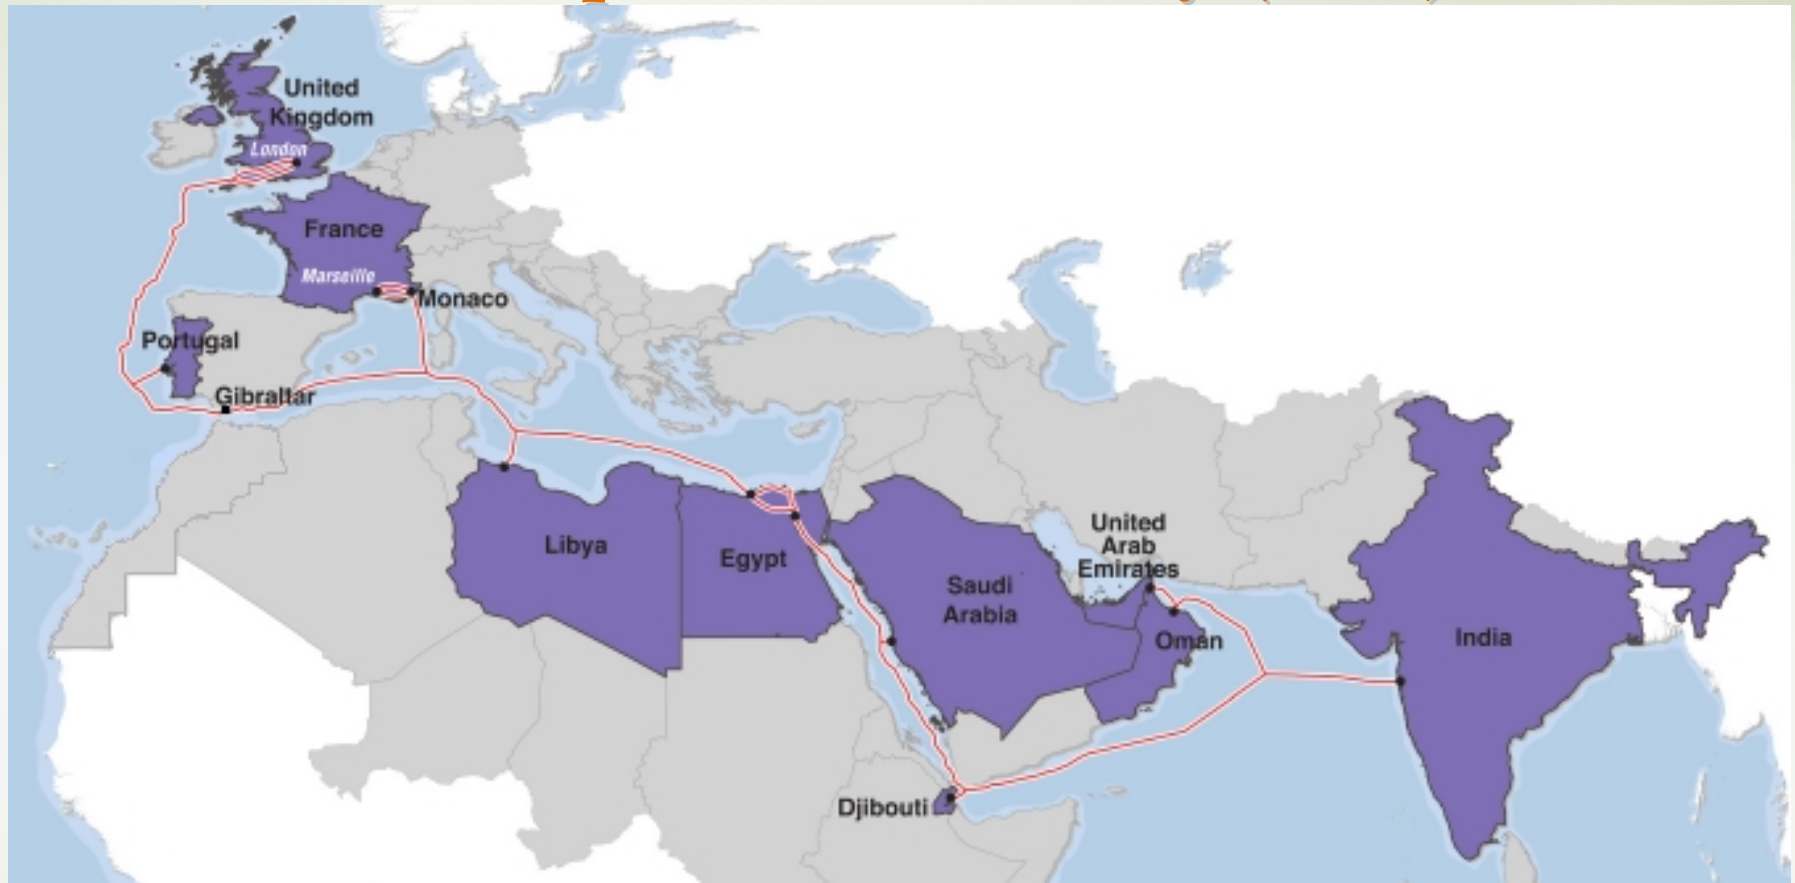 United
Kingdom
London
France
Marseille
Monaco
Portugal
Gibraltar
Libya
Egypt
Saudi
Arabia
United
Arab
Emirates
Oman
India
Djibouti